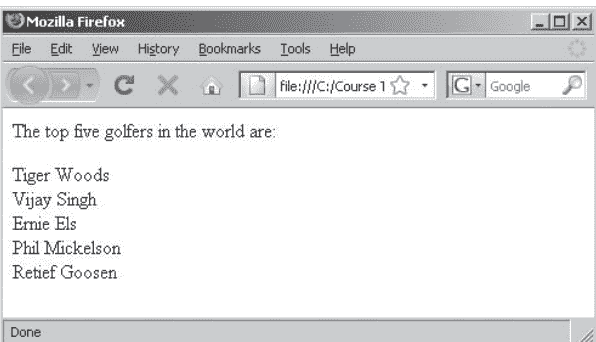 Mozilla Firefox
File Edit View History Bookmarks Tools Help
file:///C:/Course 1 G Google
The top five golfers in the world are:
Tiger Woods
Vijay Singh
Ernie Els
Phil Mickelson
Retief Goosen
Done